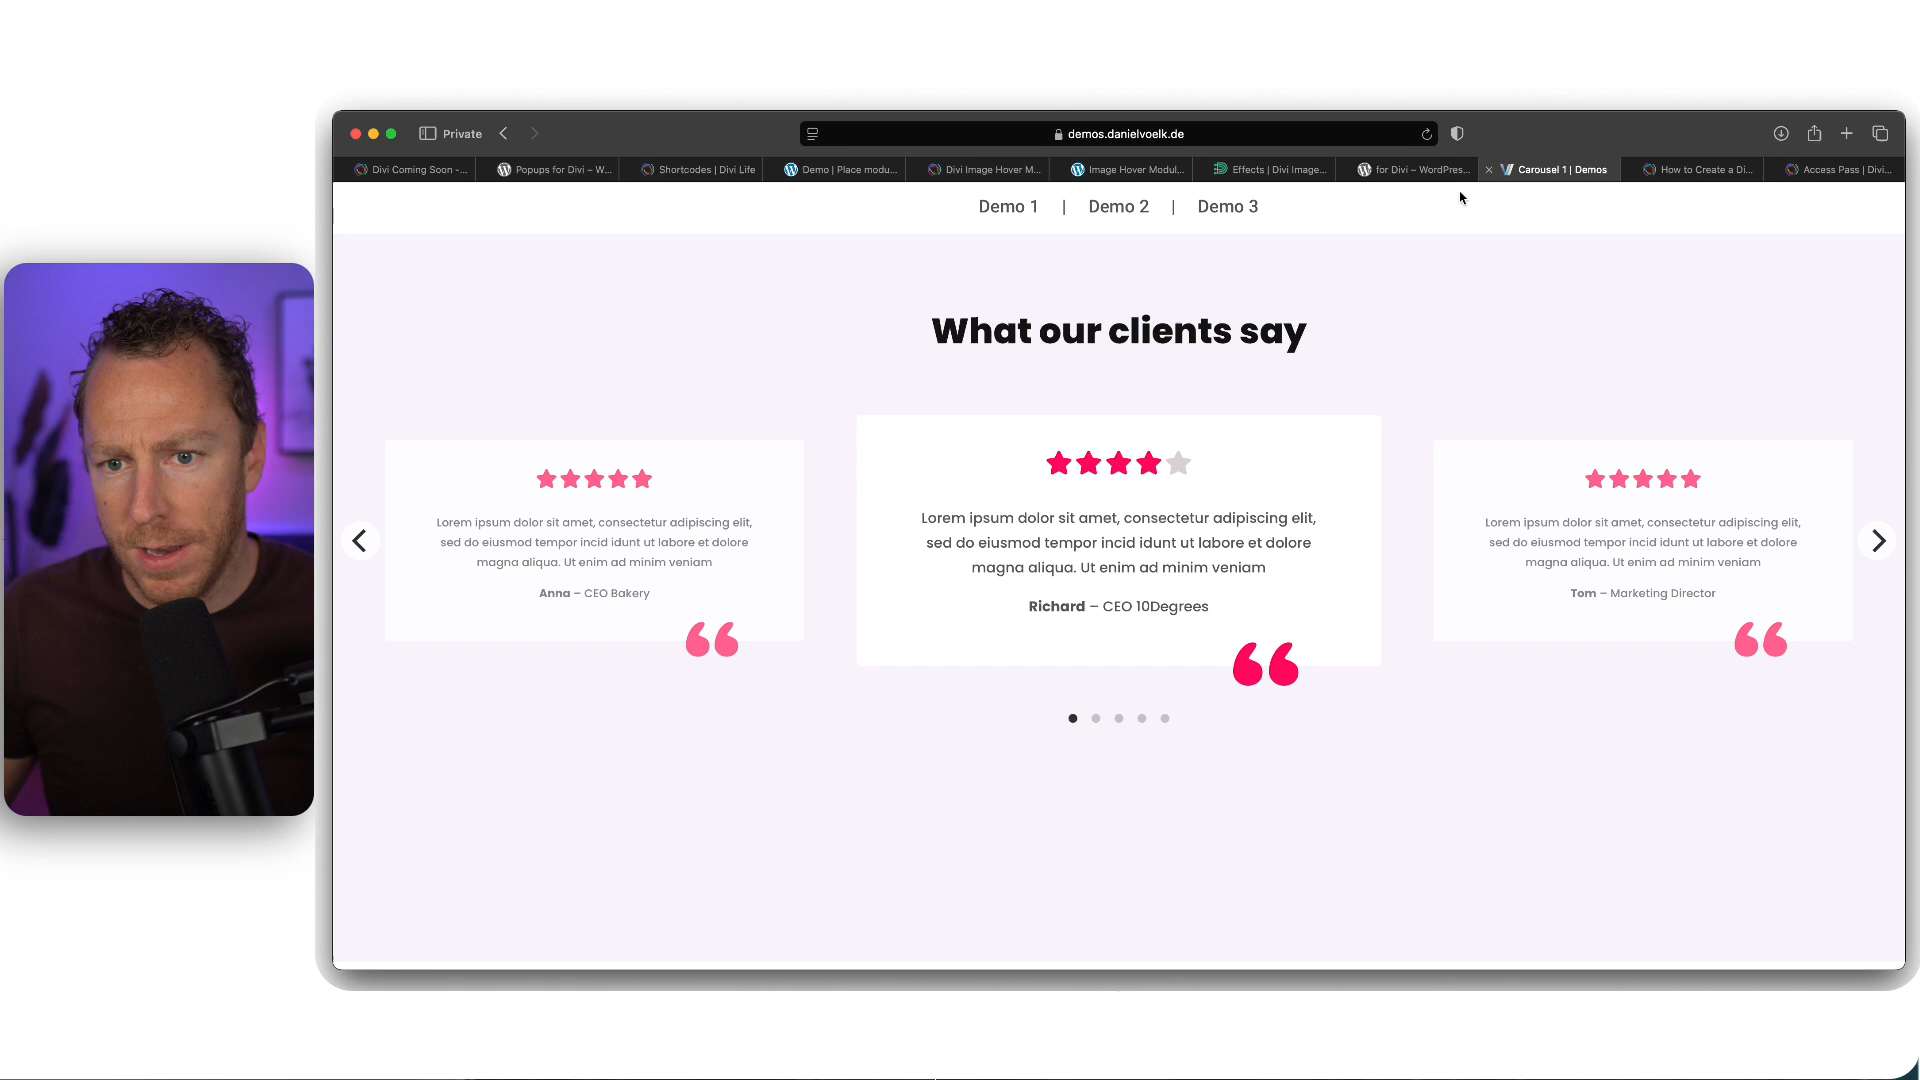 Private
demos.danielvoelk.de
Divi Coming Soon -...
Popups for Divi – W...
Shortcodes | Divi Life
Demo | Place modu...
Divi Image Hover M...
Image Hover Modul...
Effects | Divi Image...
for Divi – WordPres...
Carousel 1 | Demos
How to Create a Di...
Access Pass | Divi...
Demo 1 | Demo 2 | Demo 3
What our clients say
Lorem ipsum dolor sit amet, consectetur adipiscing elit,
sed do eiusmod tempor incid idunt ut labore et dolore
magna aliqua. Ut enim ad minim veniam
Anna – CEO Bakery
Lorem ipsum dolor sit amet, consectetur adipiscing elit,
sed do eiusmod tempor incid idunt ut labore et dolore
magna aliqua. Ut enim ad minim veniam
Richard – CEO 10Degrees
Lorem ipsum dolor sit amet, consectetur adipiscing elit,
sed do eiusmod tempor incid idunt ut labore et dolore
magna aliqua. Ut enim ad minim veniam
Tom – Marketing Director